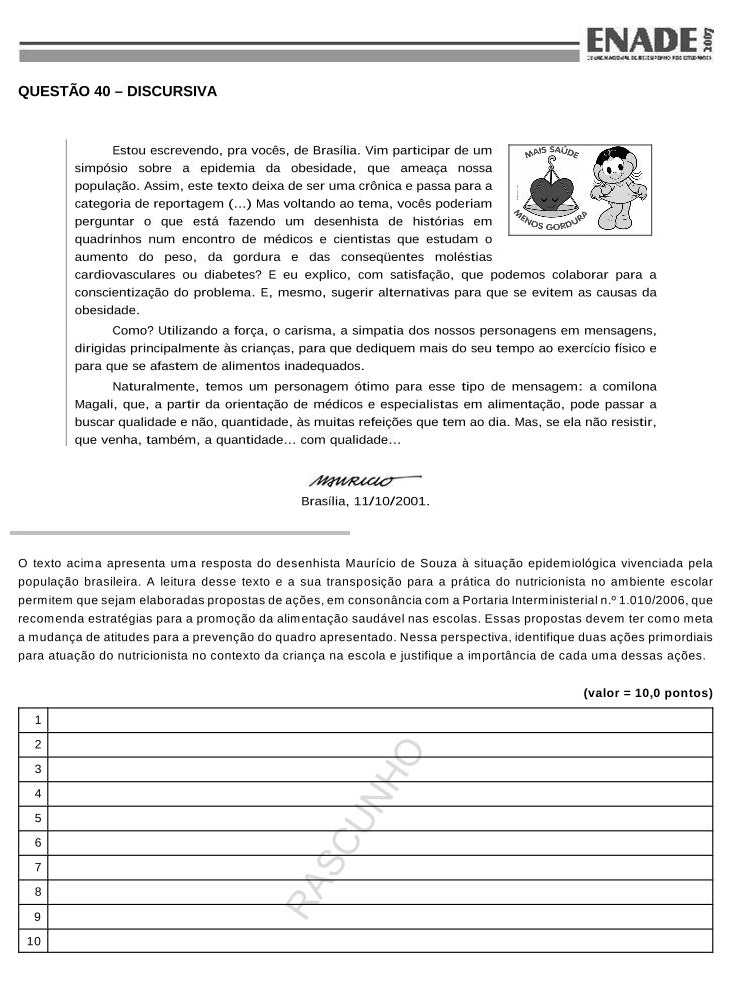 ENADE 2007
EXAME NACIONAL DE DESEMPENHO DOS ESTUDANTES
QUESTÃO 40 – DISCURSIVA
Estou escrevendo, pra vocês, de Brasília. Vim participar de um
simpósio sobre a epidemia da obesidade, que ameaça nossa
população. Assim, este texto deixa de ser uma crônica e passa para a
categoria de reportagem (...) Mas voltando ao tema, vocês poderiam
perguntar o que está fazendo um desenhista de histórias em
quadrinhos num encontro de médicos e cientistas que estudam o
aumento do peso, da gordura e das conseqüentes moléstias
cardiovasculares ou diabetes? E eu explico, com satisfação, que podemos colaborar para a
conscientização do problema. E, mesmo, sugerir alternativas para que se evitem as causas da
obesidade.
MAIS SAÚDE
MENOS GORDURA
Como? Utilizando a força, o carisma, a simpatia dos nossos personagens em mensagens,
dirigidas principalmente às crianças, para que dediquem mais do seu tempo ao exercício físico e
para que se afastem de alimentos inadequados.
Naturalmente, temos um personagem ótimo para esse tipo de mensagem: a comilona
Magali, que, a partir da orientação de médicos e especialistas em alimentação, pode passar a
buscar qualidade e não, quantidade, às muitas refeições que tem ao dia. Mas, se ela não resistir,
que venha, também, a quantidade... com qualidade...
MAURICIO
Brasília, 11/10/2001.
O texto acima apresenta uma resposta do desenhista Maurício de Souza à situação epidemiológica vivenciada pela
população brasileira. A leitura desse texto e a sua transposição para a prática do nutricionista no ambiente escolar
permitem que sejam elaboradas propostas de ações, em consonância com a Portaria Interministerial n.º 1.010/2006, que
recomenda estratégias para a promoção da alimentação saudável nas escolas. Essas propostas devem ter como meta
a mudança de atitudes para a prevenção do quadro apresentado. Nessa perspectiva, identifique duas ações primordiais
para atuação do nutricionista no contexto da criança na escola e justifique a importância de cada uma dessas ações.
(valor = 10,0 pontos)
1
2
3
4
5
6
7
8
9
10
RASCUNHO